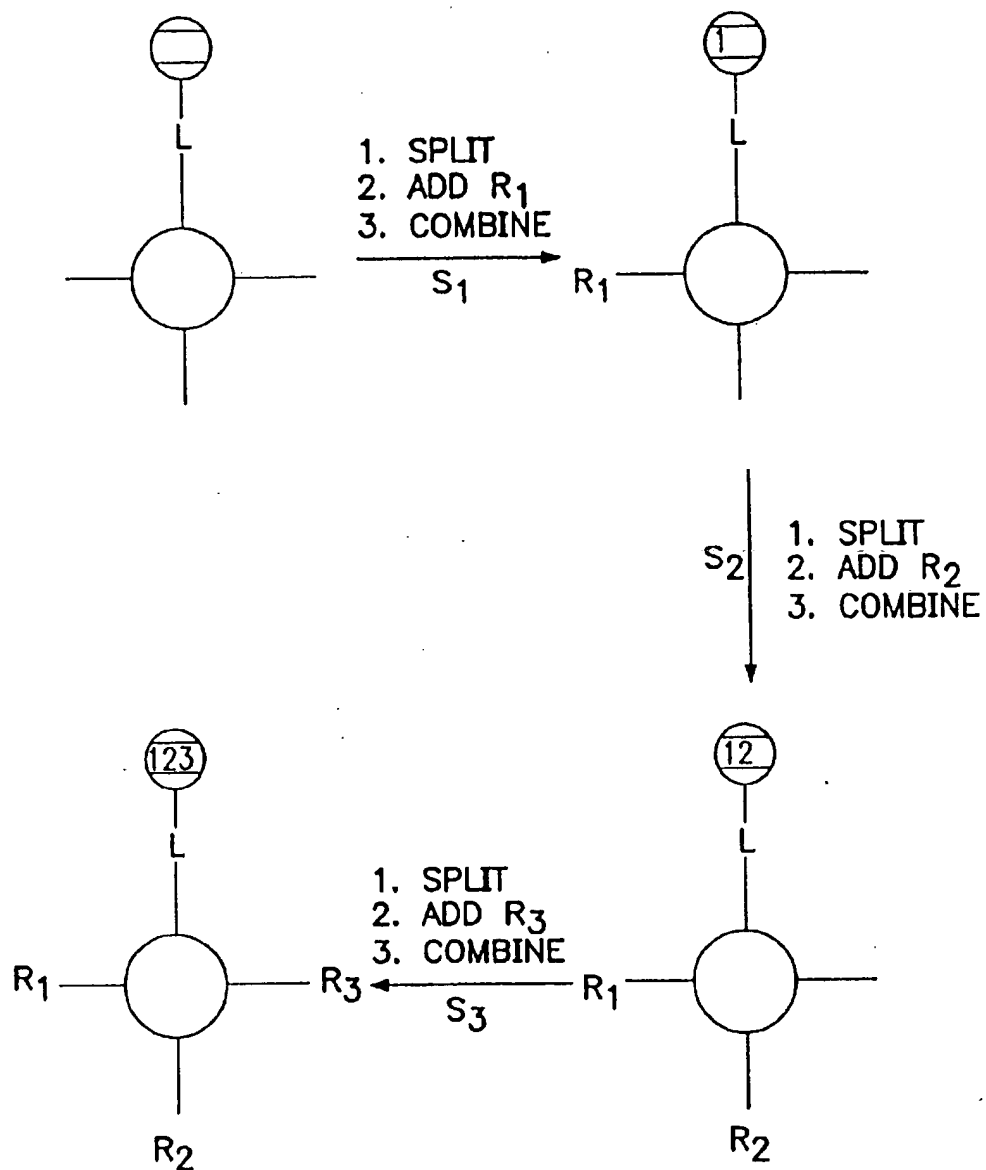 1
L
L
1. SPLIT
2. ADD R1
3. COMBINE
S1
R1
S2
1. SPLIT
2. ADD R2
3. COMBINE
123
12
L
L
1. SPLIT
2. ADD R3
3. COMBINE
R1
R3
S3
R1
R2
R2